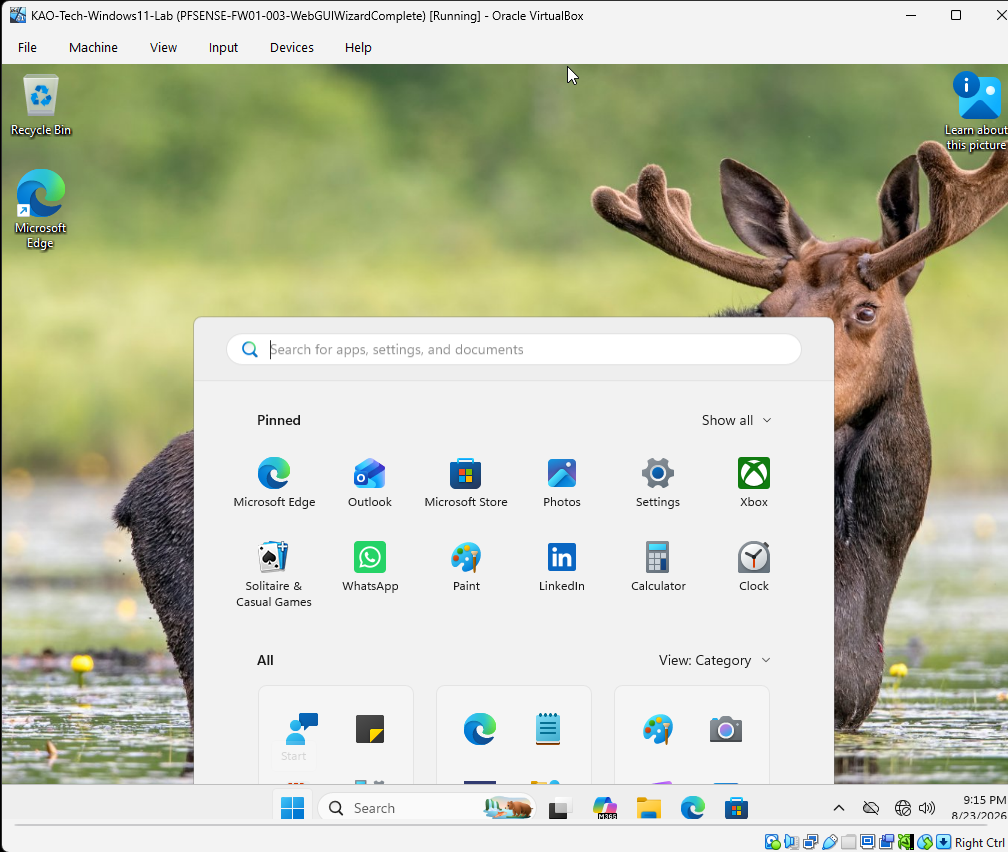 KAO-Tech-Windows11-Lab (PFSENSE-FW01-003-WebGUIWizardComplete) [Running] - Oracle VirtualBox
File Machine View Input Devices Help
Recycle Bin
Learn about
this picture
Microsoft
Edge
Search for apps, settings, and documents
Pinned
Show all
Microsoft Edge
Outlook
Microsoft Store
Photos
Settings
Xbox
Solitaire &
Casual Games
WhatsApp
Paint
LinkedIn
Calculator
Clock
All
View: Category
Start
Search
M365
9:15 PM
8/23/2026
Right Ctrl